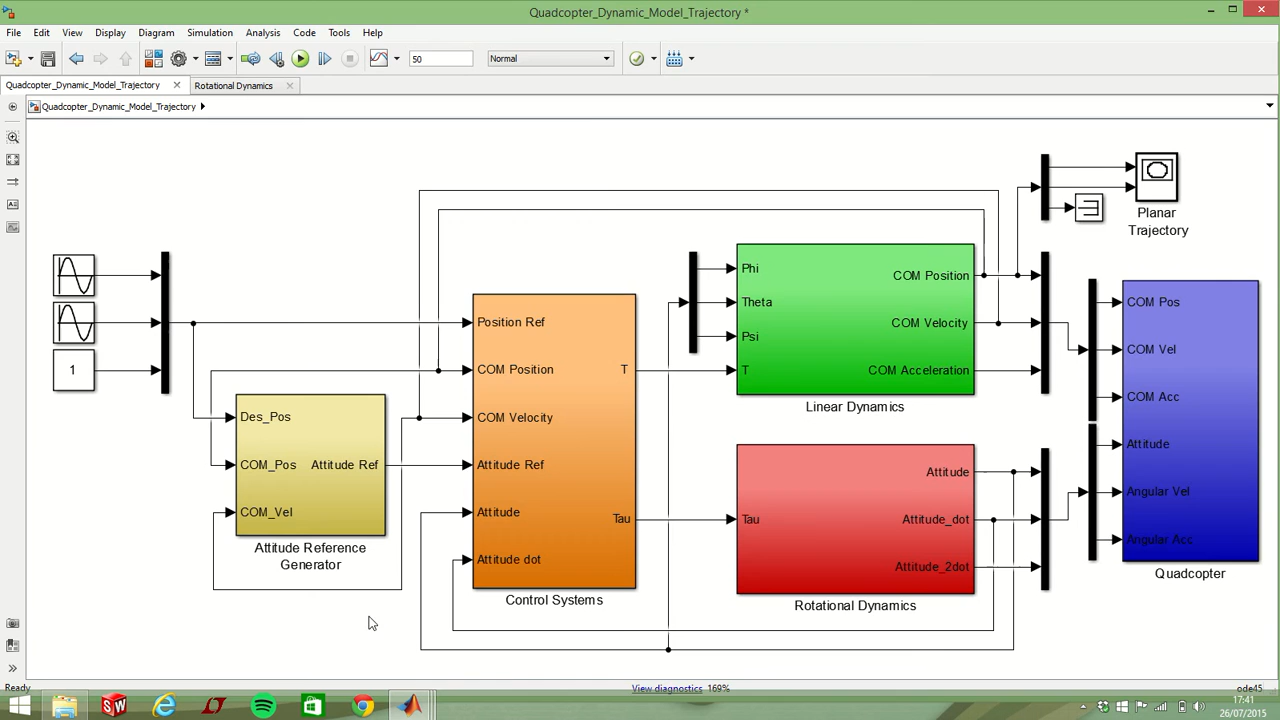 Quadcopter_Dynamic_Model_Trajectory *
File Edit View Display Diagram Simulation Analysis Code Tools Help
50 Normal
Quadcopter_Dynamic_Model_Trajectory Rotational Dynamics
Quadcopter_Dynamic_Model_Trajectory
Planar
Trajectory
1
Des_Pos
COM_Pos
COM_Vel
Attitude Ref
Attitude Reference
Generator
Position Ref
COM Position
COM Velocity
Attitude Ref
Attitude
Attitude dot
T
Tau
Control Systems
Phi
Theta
Psi
T
COM Position
COM Velocity
COM Acceleration
Linear Dynamics
Tau
Attitude
Attitude_dot
Attitude_2dot
Rotational Dynamics
COM Pos
COM Vel
COM Acc
Attitude
Angular Vel
Angular Acc
Quadcopter
Ready View diagnostics 169% ode45
17:41
26/07/2015